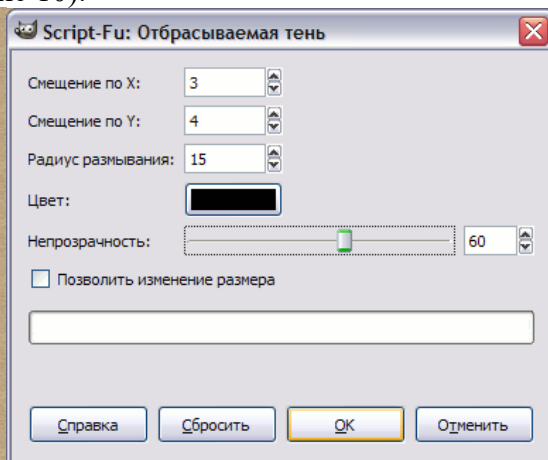 10).
Script-Fu: Отбрасываемая тень
Смещение по X: 3
Смещение по Y: 4
Радиус размывания: 15
Цвет:
Непрозрачность: 60
Позволить изменение размера
Справка Сбросить OK Отменить